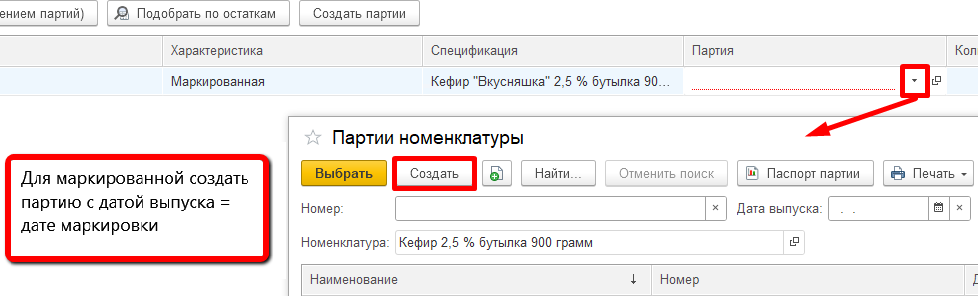 ением партий) Подобрать по остаткам Создать партии
Характеристика Спецификация Партия Кол
Маркированная Кефир "Вкусняшка" 2,5 % бутылка 90...
Партии номенклатуры
Выбрать Создать Найти... Отменить поиск Паспорт партии Печать
Для маркированной создать
партию с датой выпуска =
дате маркировки
Номер: × Дата выпуска: . . ×
Номенклатура: Кефир 2,5 % бутылка 900 грамм
Наименование ↓ Номер Д